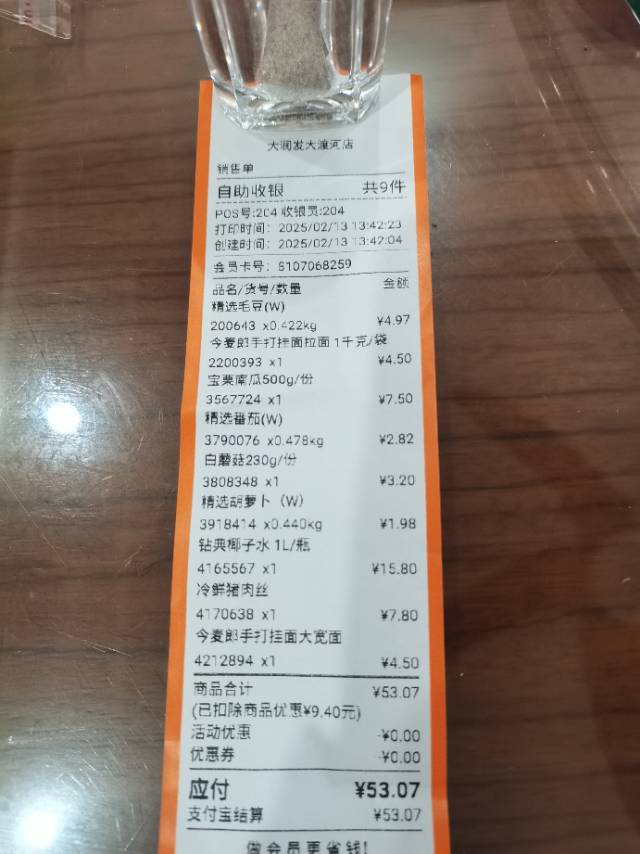 大润发大潼河店
销售单
自助收银 共9件
POS号:204 收银员:204
打印时间: 2025/02/13 13:42:23
创建时间: 2025/02/13 13:42:04
会员卡号: 8107068259
品名/货号/数量 金额
精选毛豆(W)
200643 x0.422kg ¥4.97
今麦郎手打挂面拉面 1千克/袋
2200393 x1 ¥4.50
宝栗南瓜500g/份
3567724 x1 ¥7.50
精选番茄(W)
3790076 x0.478kg ¥2.82
白蘑菇230g/份
3808348 x1 ¥3.20
精选胡萝卜（W）
3918414 x0.440kg ¥1.98
钻典椰子水 1L/瓶
4165567 x1 ¥15.80
冷鲜猪肉丝
4170638 x1 ¥7.80
今麦郎手打挂面大宽面
4212894 x1 ¥4.50
商品合计 ¥53.07
(已扣除商品优惠¥9.40元)
活动优惠 -¥0.00
优惠券 -¥0.00
应付 ¥53.07
支付宝结算 ¥53.07
做会员更省钱!